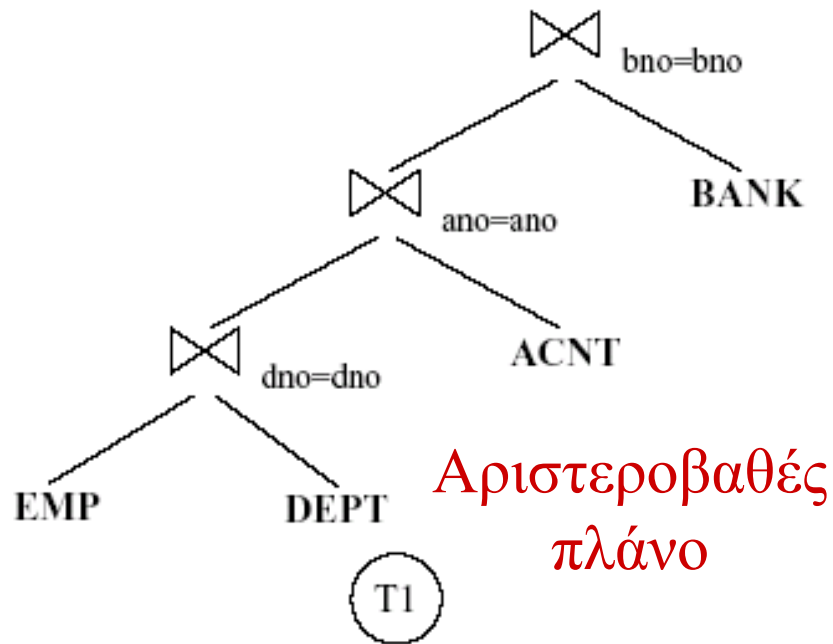 bno=bno
BANK
ano=ano
ACNT
dno=dno
EMP
DEPT
Αριστεροβαθές
πλάνο
T1